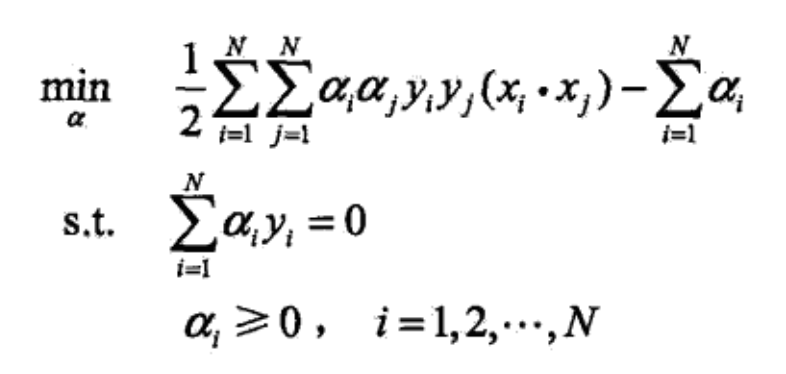 min_α 1/2 ∑_{i=1}^{N} ∑_{j=1}^{N} α_i α_j y_i y_j (x_i · x_j) − ∑_{i=1}^{N} α_i
s.t. ∑_{i=1}^{N} α_i y_i = 0
α_i ⩾ 0 , i = 1,2,⋯,N